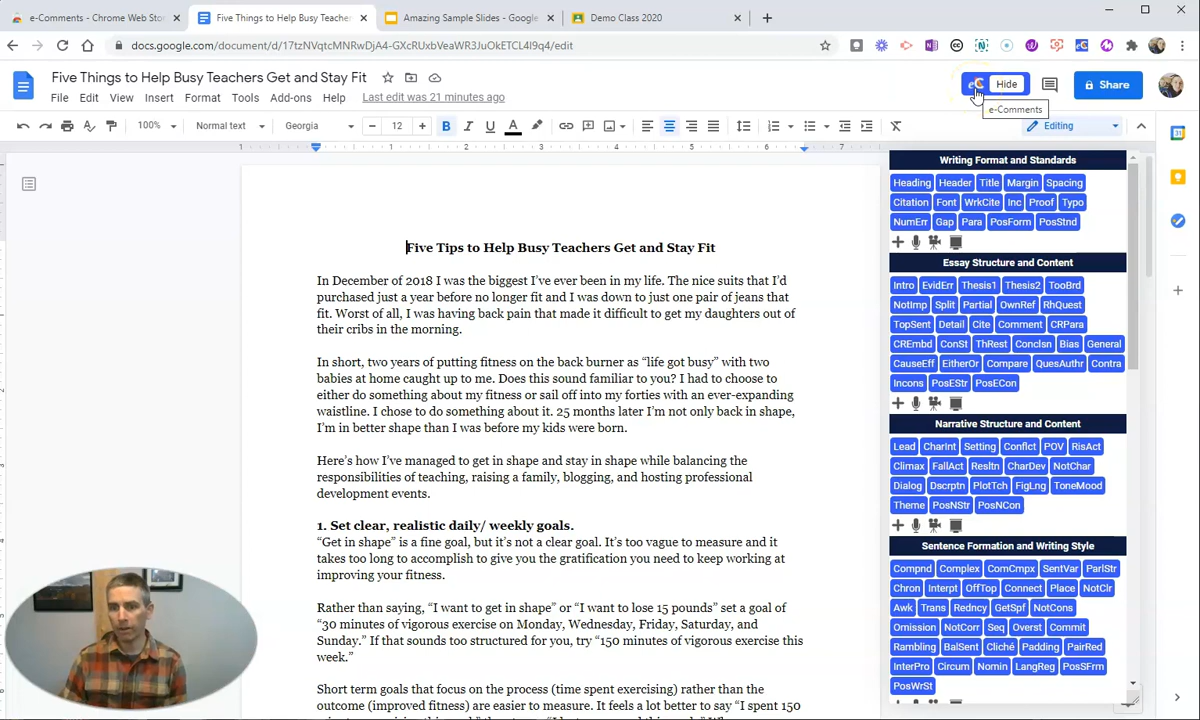 e-Comments - Chrome Web Stor
Five Things to Help Busy Teachers
Amazing Sample Slides - Google
Demo Class 2020
docs.google.com/document/d/17tzNVqtcMNRwDjA4-GXcRUxbVeaWR3JuOkETCL4I9q4/edit
Five Things to Help Busy Teachers Get and Stay Fit
Hide
Share
File Edit View Insert Format Tools Add-ons Help Last edit was 21 minutes ago
e-Comments
100% Normal text Georgia 12 B I U A Editing
1 1 2 3 4 5 6 7
Five Tips to Help Busy Teachers Get and Stay Fit
In December of 2018 I was the biggest I've ever been in my life. The nice suits that I'd
purchased just a year before no longer fit and I was down to just one pair of jeans that
fit. Worst of all, I was having back pain that made it difficult to get my daughters out of
their cribs in the morning.
In short, two years of putting fitness on the back burner as “life got busy” with two
babies at home caught up to me. Does this sound familiar to you? I had to choose to
either do something about my fitness or sail off into my forties with an ever-expanding
waistline. I chose to do something about it. 25 months later I'm not only back in shape,
I'm in better shape than I was before my kids were born.
Here's how I've managed to get in shape and stay in shape while balancing the
responsibilities of teaching, raising a family, blogging, and hosting professional
development events.
1. Set clear, realistic daily/ weekly goals.
“Get in shape” is a fine goal, but it's not a clear goal. It's too vague to measure and it
takes too long to accomplish to give you the gratification you need to keep working at
improving your fitness.
Rather than saying, “I want to get in shape” or “I want to lose 15 pounds” set a goal of
“30 minutes of vigorous exercise on Monday, Wednesday, Friday, Saturday, and
Sunday.” If that sounds too structured for you, try “150 minutes of vigorous exercise this
week.”
Short term goals that focus on the process (time spent exercising) rather than the
outcome (improved fitness) are easier to measure. It feels a lot better to say “I spent 150
Writing Format and Standards
Heading Header Title Margin Spacing
Citation Font WrkCite Inc Proof Typo
NumErr Gap Para PosForm PosStnd
Essay Structure and Content
Intro EvidErr Thesis1 Thesis2 TooBrd
NotImp Split Partial OwnRef RhQuest
TopSent Detail Cite Comment CRPara
CREmbd ConSt ThRest Conclsn Bias General
CauseEff EitherOr Compare QuesAuthr Contra
Incons PosEStr PosECon
Narrative Structure and Content
Lead CharInt Setting Conflct POV RisAct
Climax FallAct Resltn CharDev NotChar
Dialog Dscrptn PlotTch FigLng ToneMood
Theme PosNStr PosNCon
Sentence Formation and Writing Style
Compnd Complex ComCmpx SentVar ParlStr
Chron Interpt OffTop Connect Place NotClr
Awk Trans Redncy GetSpf NotCons
Omission NotCorr Seq Overst Commit
Rambling BalSent Cliché Padding PairRed
InterPro Circum Nomin LangReg PosSFrm
PosWrSt